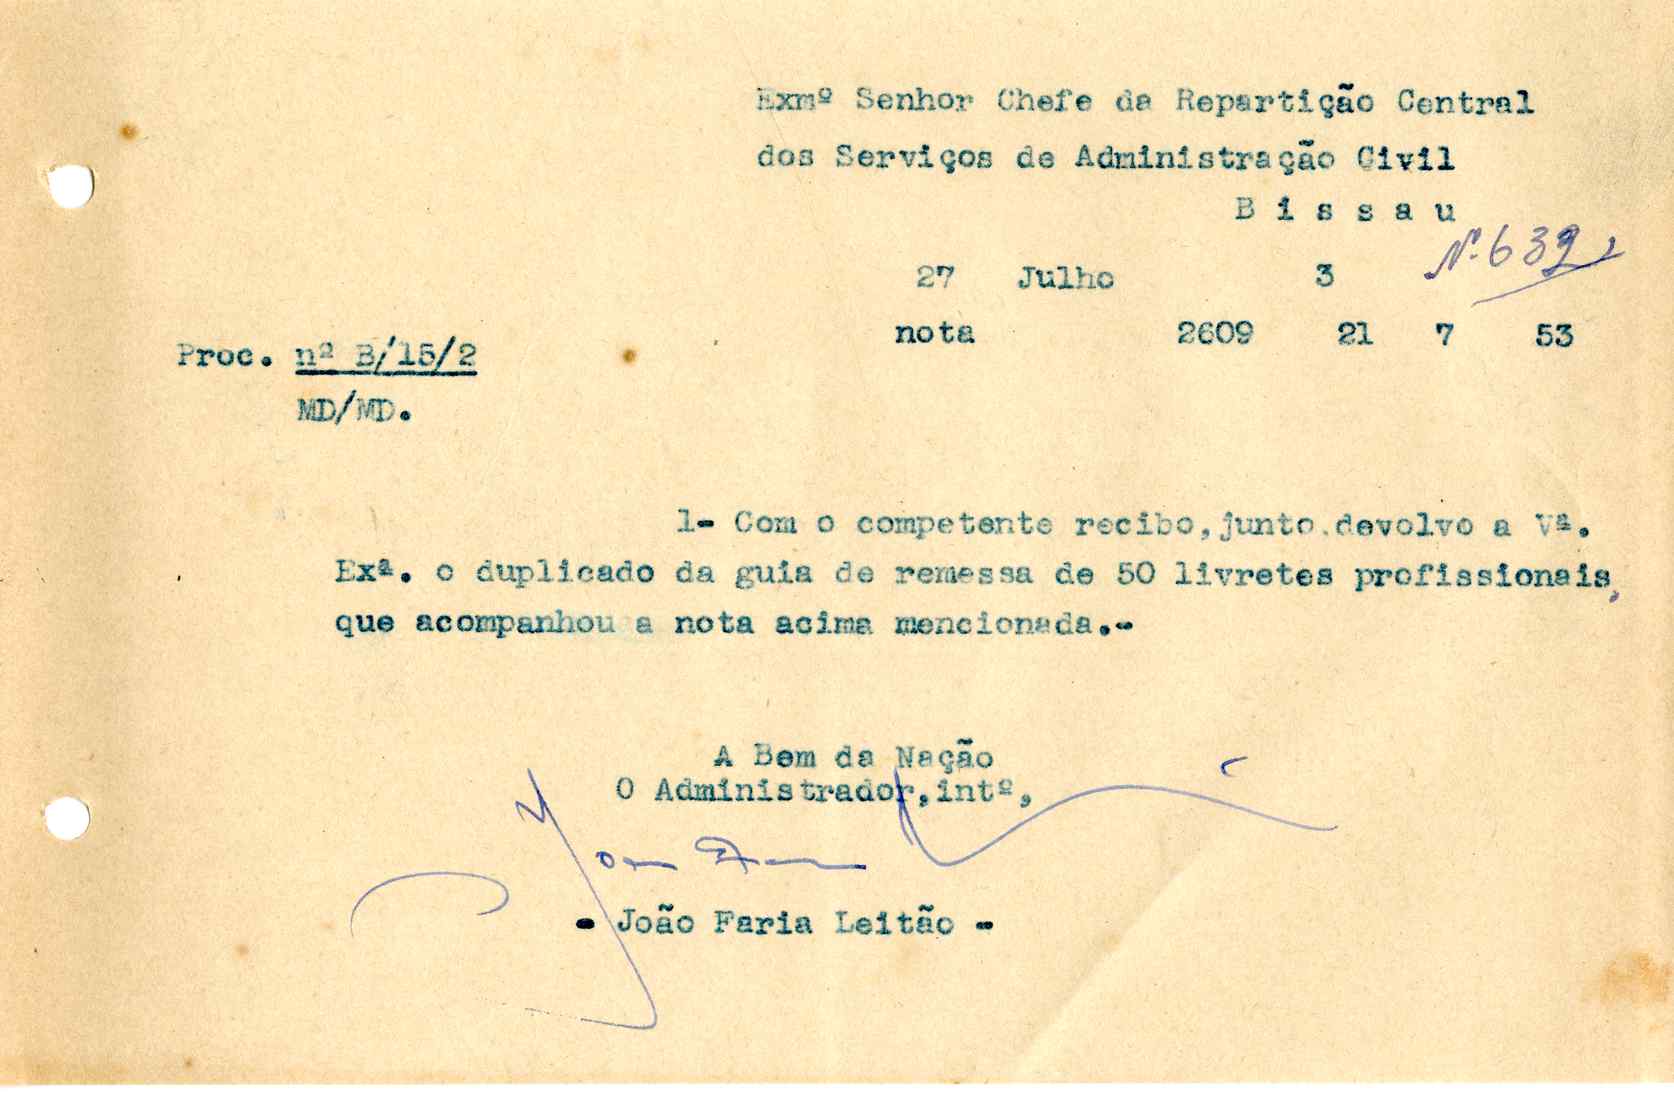 Exmº Senhor Chefe da Repartição Central
dos Serviços de Administração Civil
B i s s a u
Nº 639
27 Julho 3
nota 2609 21 7 53
Proc. nº B/15/2
MD/MD.
1- Com o competente recibo, junto devolvo a Vª.
Exª. o duplicado da guia de remessa de 50 livretes profissionais,
que acompanhou a nota acima mencionada.-
A Bem da Nação
O Administrador,intº,
João Faria
- João Faria Leitão -